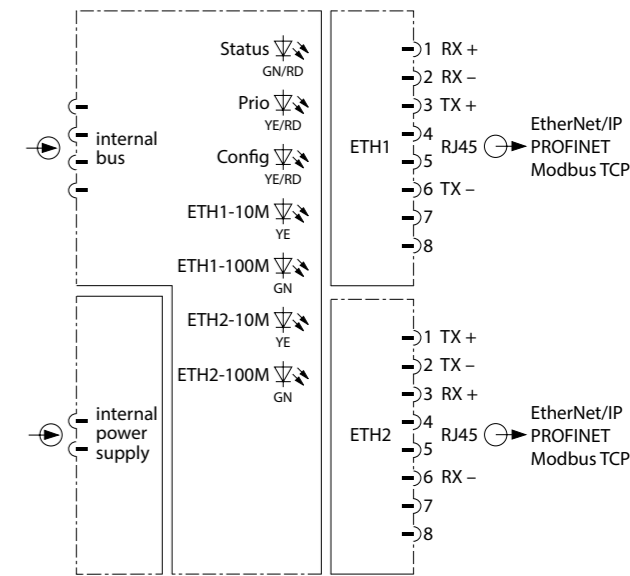 Status
GN/RD
Prio
YE/RD
Config
YE/RD
ETH1-10M
YE
ETH1-100M
GN
ETH2-10M
YE
ETH2-100M
GN
internal
bus
internal
power
supply
ETH1
1 RX +
2 RX –
3 TX +
4
5
6 TX –
7
8
RJ45
EtherNet/IP
PROFINET
Modbus TCP
ETH2
1 TX +
2 TX –
3 RX +
4
5
6 RX –
7
8
RJ45
EtherNet/IP
PROFINET
Modbus TCP